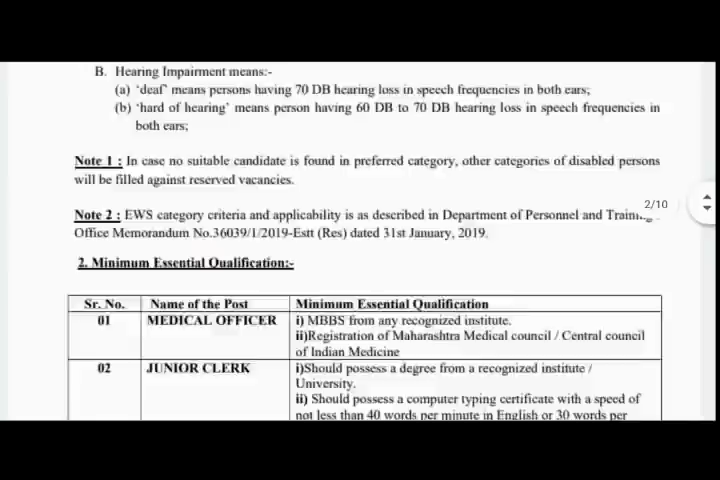 B. Hearing Impairment means:-
(a) ‘deaf’ means persons having 70 DB hearing loss in speech frequencies in both ears;
(b) ‘hard of hearing’ means person having 60 DB to 70 DB hearing loss in speech frequencies in
both ears;
Note 1 : In case no suitable candidate is found in preferred category, other categories of disabled persons
will be filled against reserved vacancies.
2/10
Note 2 : EWS category criteria and applicability is as described in Department of Personnel and
Office Memorandum No.36039/1/2019-Estt (Res) dated 31st January, 2019.
2. Minimum Essential Qualification:-
Sr. No. Name of the Post Minimum Essential Qualification
01 MEDICAL OFFICER i) MBBS from any recognized institute.
ii)Registration of Maharashtra Medical council / Central council
of Indian Medicine
02 JUNIOR CLERK i)Should possess a degree from a recognized institute /
University.
ii) Should possess a computer typing certificate with a speed of
not less than 40 words per minute in English or 30 words per